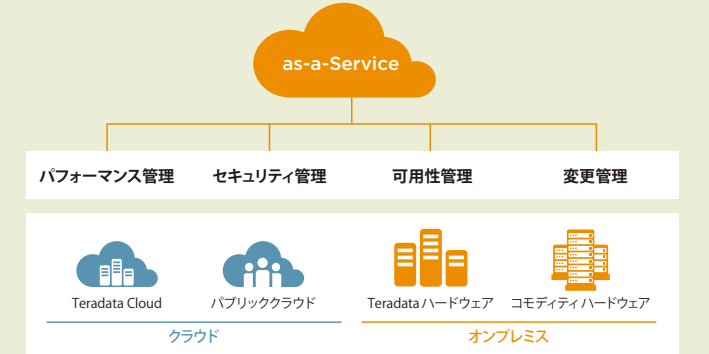 as-a-Service
パフォーマンス管理 セキュリティ管理 可用性管理 変更管理
Teradata Cloud パブリッククラウド Teradata ハードウェア コモディティ ハードウェア
クラウド オンプレミス